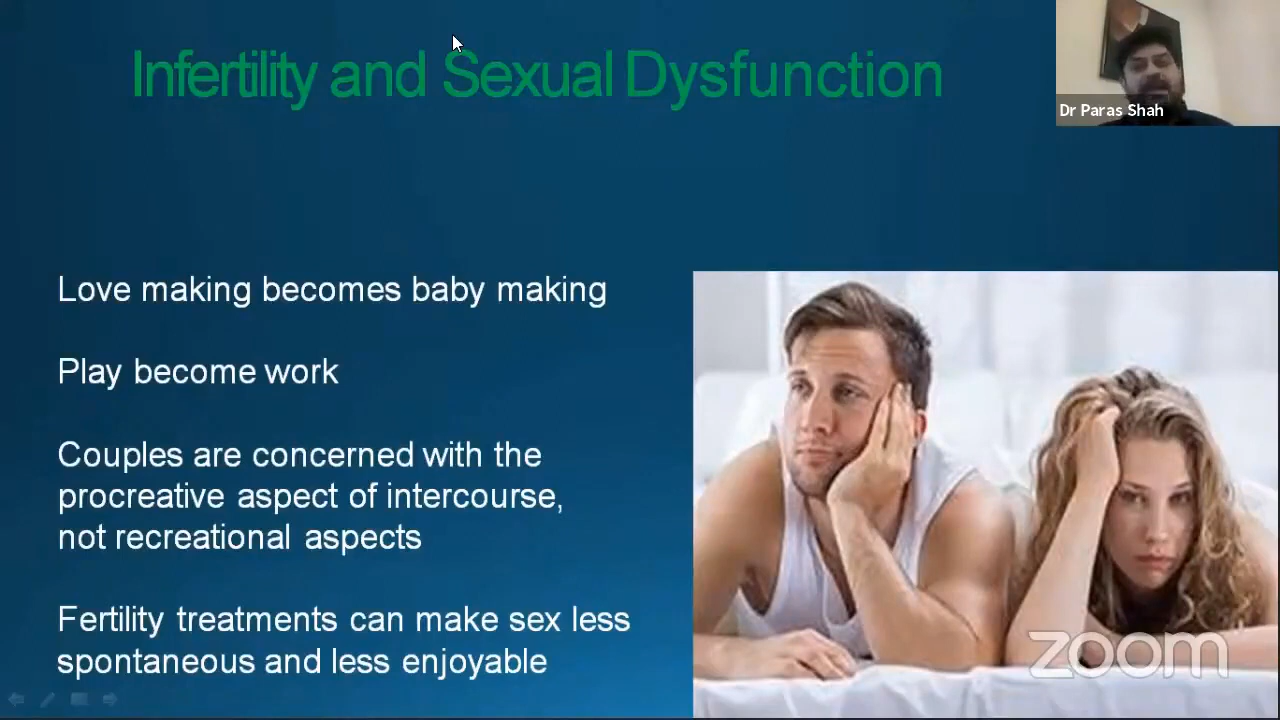 Infertility and Sexual Dysfunction
Dr Paras Shah
Love making becomes baby making
Play become work
Couples are concerned with the
procreative aspect of intercourse,
not recreational aspects
Fertility treatments can make sex less
spontaneous and less enjoyable
zoom